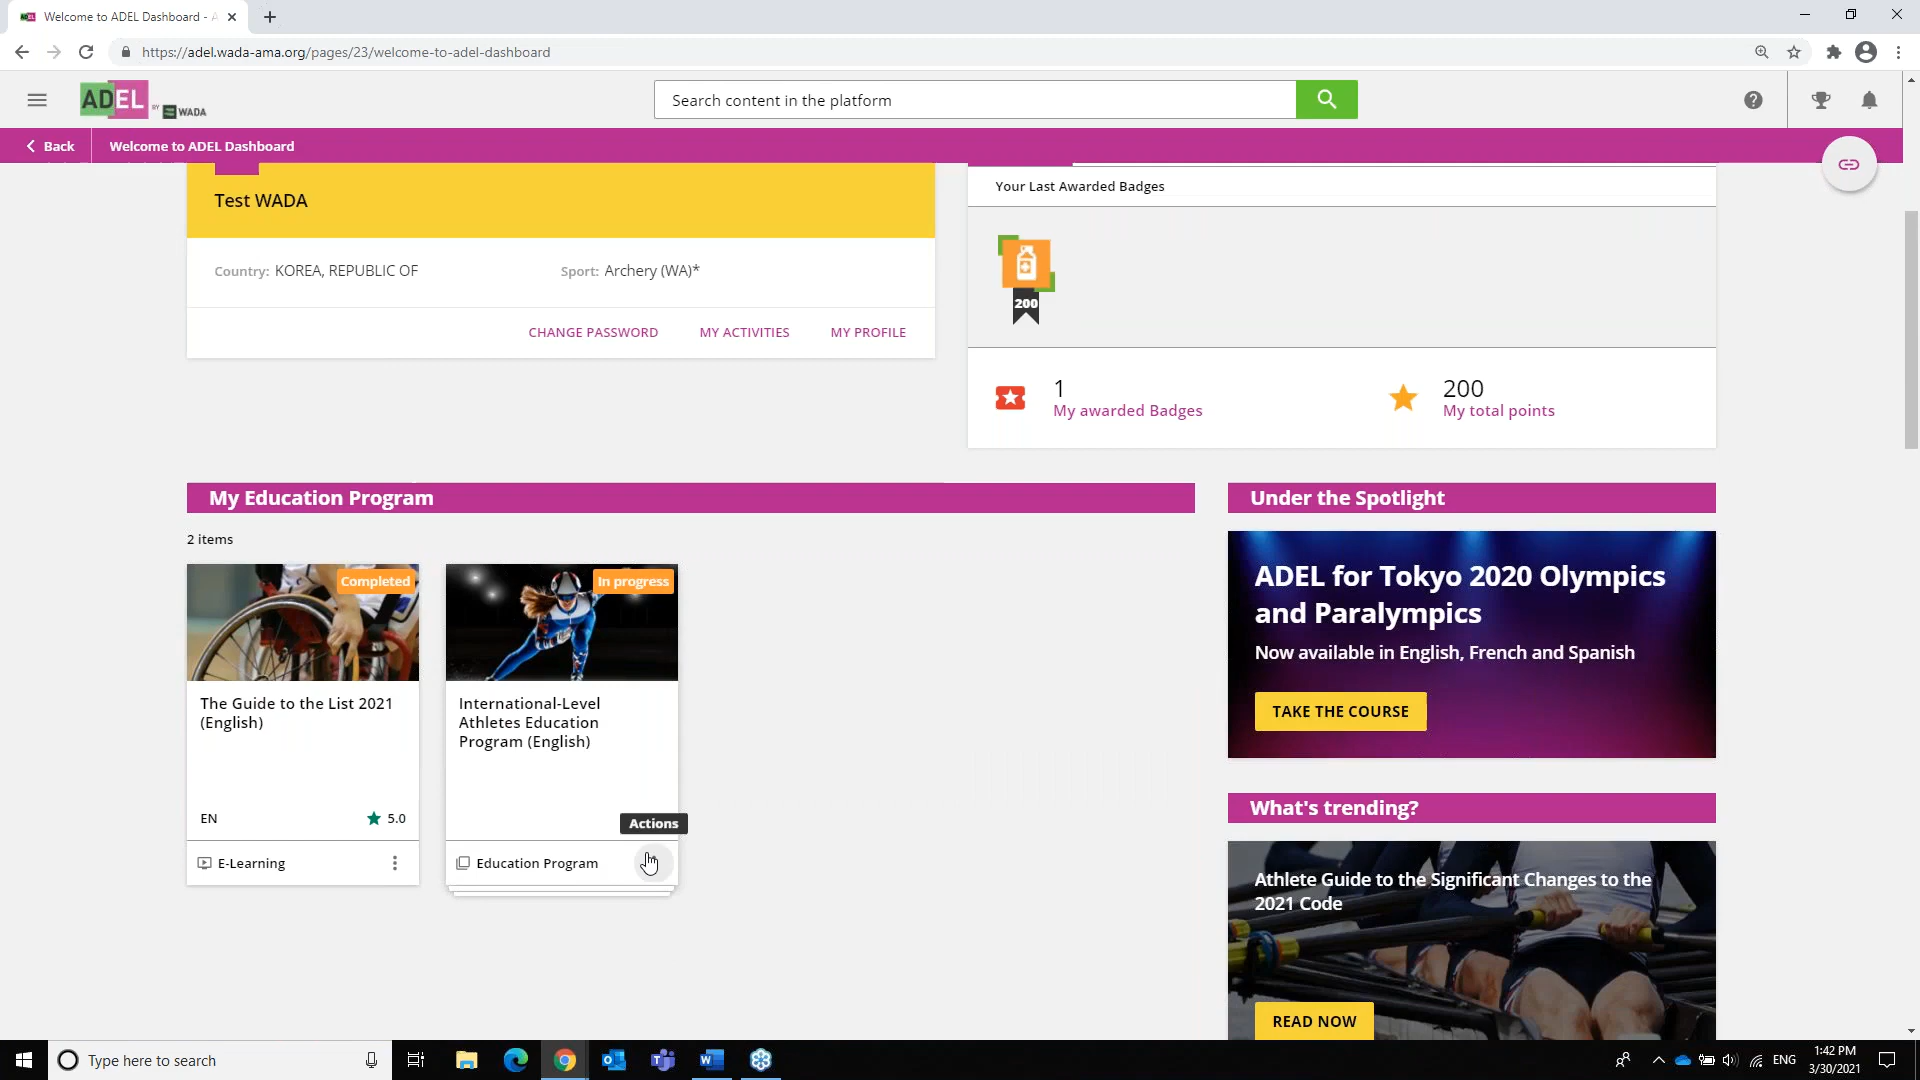 Welcome to ADEL Dashboard - A
https://adel.wada-ama.org/pages/23/welcome-to-adel-dashboard
ADEL BY WADA
Search content in the platform
Back
Welcome to ADEL Dashboard
Test WADA
Country: KOREA, REPUBLIC OF
Sport: Archery (WA)*
CHANGE PASSWORD
MY ACTIVITIES
MY PROFILE
Your Last Awarded Badges
200
1
My awarded Badges
200
My total points
My Education Program
2 items
Completed
The Guide to the List 2021
(English)
EN
5.0
E-Learning
In progress
International-Level
Athletes Education
Program (English)
Actions
Education Program
Under the Spotlight
ADEL for Tokyo 2020 Olympics
and Paralympics
Now available in English, French and Spanish
TAKE THE COURSE
What's trending?
Athlete Guide to the Significant Changes to the
2021 Code
READ NOW
Type here to search
ENG
1:42 PM
3/30/2021